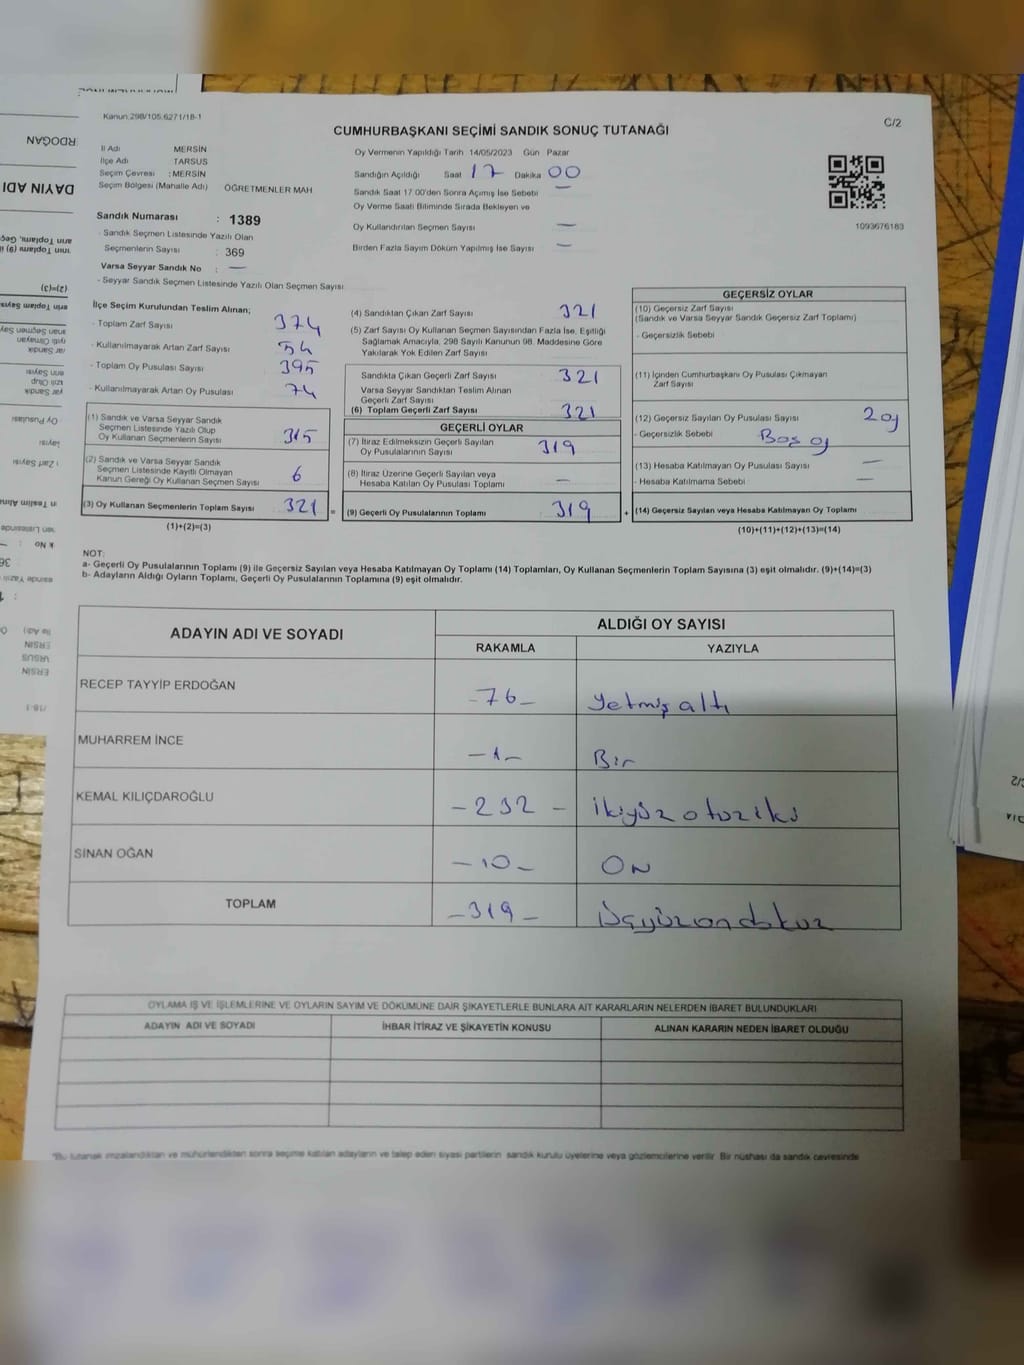 Kanun.298/105.6271/18-1
C/2
CUMHURBAŞKANI SEÇİMİ SANDIK SONUÇ TUTANAĞI
İl Adı MERSİN
İlçe Adı TARSUS
Seçim Çevresi : MERSİN
Seçim Bölgesi (Mahalle Adı) ÖĞRETMENLER MAH
Sandık Numarası : 1389
- Sandık Seçmen Listesinde Yazılı Olan
Seçmenlerin Sayısı : 369
Varsa Seyyar Sandık No : —
- Seyyar Sandık Seçmen Listesinde Yazılı Olan Seçmen Sayısı
Oy Vermenin Yapıldığı Tarih 14/05/2023 Gün Pazar
Sandığın Açıldığı Saat 17 Dakika 00
Sandık Saat 17:00'den Sonra Açımış İse Sebebi —
Oy Verme Saati Bitiminde Sırada Bekleyen ve
Oy Kullandırılan Seçmen Sayısı —
Birden Fazla Sayım Döküm Yapılmış İse Sayısı —
1093676183
İlçe Seçim Kurulundan Teslim Alınan;
- Toplam Zarf Sayısı 374
- Kullanılmayarak Artan Zarf Sayısı 54
- Toplam Oy Pusulası Sayısı 395
- Kullanılmayarak Artan Oy Pusulası 74
(1) Sandık ve Varsa Seyyar Sandık
Seçmen Listesinde Yazılı Olup
Oy Kullanan Seçmenlerin Sayısı 315
(2) Sandık ve Varsa Seyyar Sandık
Seçmen Listesinde Kayıtlı Olmayan
Kanun Gereği Oy Kullanan Seçmen Sayısı 6
(3) Oy Kullanan Seçmenlerin Toplam Sayısı 321 =
(1)+(2)=(3)
(4) Sandıktan Çıkan Zarf Sayısı 321
(5) Zarf Sayısı Oy Kullanan Seçmen Sayısından Fazla İse, Eşitliği
Sağlamak Amacıyla, 298 Sayılı Kanunun 98. Maddesine Göre
Yakılarak Yok Edilen Zarf Sayısı
Sandıkta Çıkan Geçerli Zarf Sayısı 321
Varsa Seyyar Sandıktan Teslim Alınan
Geçerli Zarf Sayısı
(6) Toplam Geçerli Zarf Sayısı 321
GEÇERLİ OYLAR
(7) İtiraz Edilmeksizin Geçerli Sayılan
Oy Pusulalarının Sayısı 319
(8) İtiraz Üzerine Geçerli Sayılan veya
Hesaba Katılan Oy Pusulası Toplamı —
(9) Geçerli Oy Pusulalarının Toplamı 319 +
GEÇERSİZ OYLAR
(10) Geçersiz Zarf Sayısı
(Sandık ve Varsa Seyyar Sandık Geçersiz Zarf Toplamı)
- Geçersizlik Sebebi
(11) İçinden Cumhurbaşkanı Oy Pusulası Çıkmayan
Zarf Sayısı
(12) Geçersiz Sayılan Oy Pusulası Sayısı 2 oy
- Geçersizlik Sebebi Boş oy
(13) Hesaba Katılmayan Oy Pusulası Sayısı —
- Hesaba Katılmama Sebebi —
(14) Geçersiz Sayılan veya Hesaba Katılmayan Oy Toplamı
(10)+(11)+(12)+(13)=(14)
NOT:
a- Geçerli Oy Pusulalarının Toplamı (9) ile Geçersiz Sayılan veya Hesaba Katılmayan Oy Toplamı (14) Toplamları, Oy Kullanan Seçmenlerin Toplam Sayısına (3) eşit olmalıdır. (9)+(14)=(3)
b- Adayların Aldığı Oyların Toplamı, Geçerli Oy Pusulalarının Toplamına (9) eşit olmalıdır.
ADAYIN ADI VE SOYADI ALDIĞI OY SAYISI
RAKAMLA YAZIYLA
RECEP TAYYİP ERDOĞAN -76- Yetmiş altı
MUHARREM İNCE -1- Bir
KEMAL KILIÇDAROĞLU -232- ikiyüz otuz iki
SİNAN OĞAN -10- ON
TOPLAM -319- üçyüzondokuz
OYLAMA İŞ VE İŞLEMLERİNE VE OYLARIN SAYIM VE DÖKÜMÜNE DAİR ŞİKAYETLERLE BUNLARA AİT KARARLARIN NELERDEN İBARET BULUNDUKLARI
ADAYIN ADI VE SOYADI İHBAR İTİRAZ VE ŞİKAYETİN KONUSU ALINAN KARARIN NEDEN İBARET OLDUĞU
*Bu tutanak imzalandıktan ve mühürlendikten sonra seçime katılan adayların ve talep eden siyasi partilerin sandık kurulu üyelerine veya gözlemcilerine verilir. Bir nüshası da sandık çevresinde